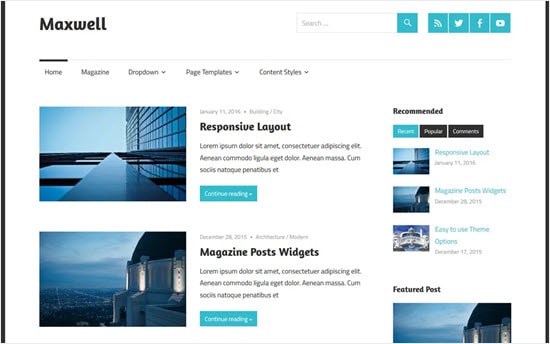 Maxwell
Search ...
Home Magazine Dropdown Page Templates Content Styles
January 11, 2016 • Building / City
Responsive Layout
Lorem ipsum dolor sit amet, consectetuer adipiscing elit.
Aenean commodo ligula eget dolor. Aenean massa. Cum
sociis natoque penatibus et
Continue reading »
December 28, 2015 • Architecture / Modern
Magazine Posts Widgets
Lorem ipsum dolor sit amet, consectetuer adipiscing elit.
Aenean commodo ligula eget dolor. Aenean massa. Cum
sociis natoque penatibus et
Continue reading »
Recommended
Recent Popular Comments
Responsive Layout
January 11, 2016
Magazine Posts Widgets
December 28, 2015
Easy to use Theme
Options
December 17, 2015
Featured Post